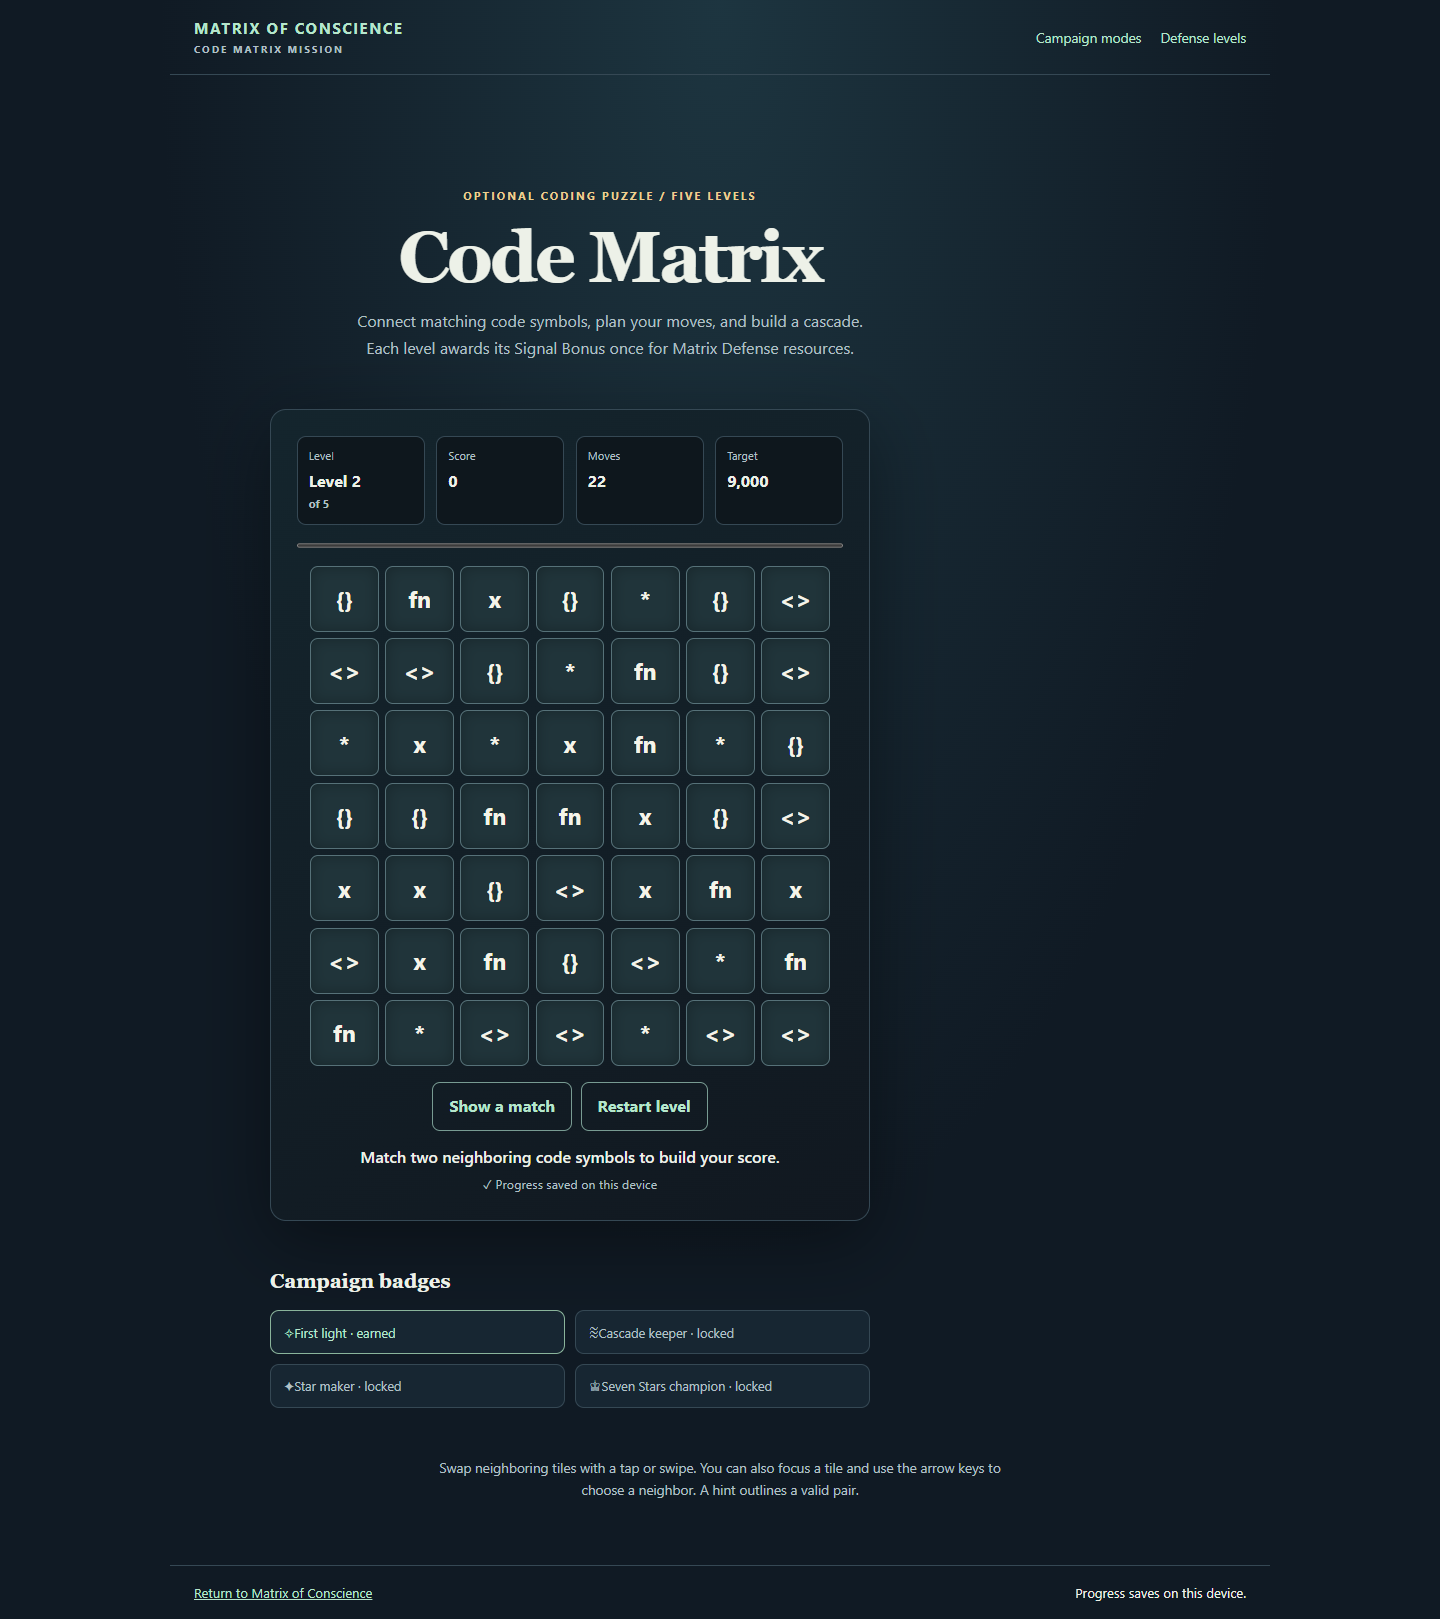 MATRIX OF CONSCIENCE
CODE MATRIX MISSION
Campaign modes Defense levels
OPTIONAL CODING PUZZLE / FIVE LEVELS
Code Matrix
Connect matching code symbols, plan your moves, and build a cascade.
Each level awards its Signal Bonus once for Matrix Defense resources.
Level Score Moves Target
Level 2 0 22 9,000
of 5
{} fn x {} * {} <>
<> <> {} * fn {} <>
* x * x fn * {}
{} {} fn fn x {} <>
x x {} <> x fn x
<> x fn {} <> * fn
fn * <> <> * <> <>
Show a match Restart level
Match two neighboring code symbols to build your score.
✓ Progress saved on this device
Campaign badges
✧First light · earned ≋Cascade keeper · locked
✦Star maker · locked ♔Seven Stars champion · locked
Swap neighboring tiles with a tap or swipe. You can also focus a tile and use the arrow keys to
choose a neighbor. A hint outlines a valid pair.
Return to Matrix of Conscience Progress saves on this device.